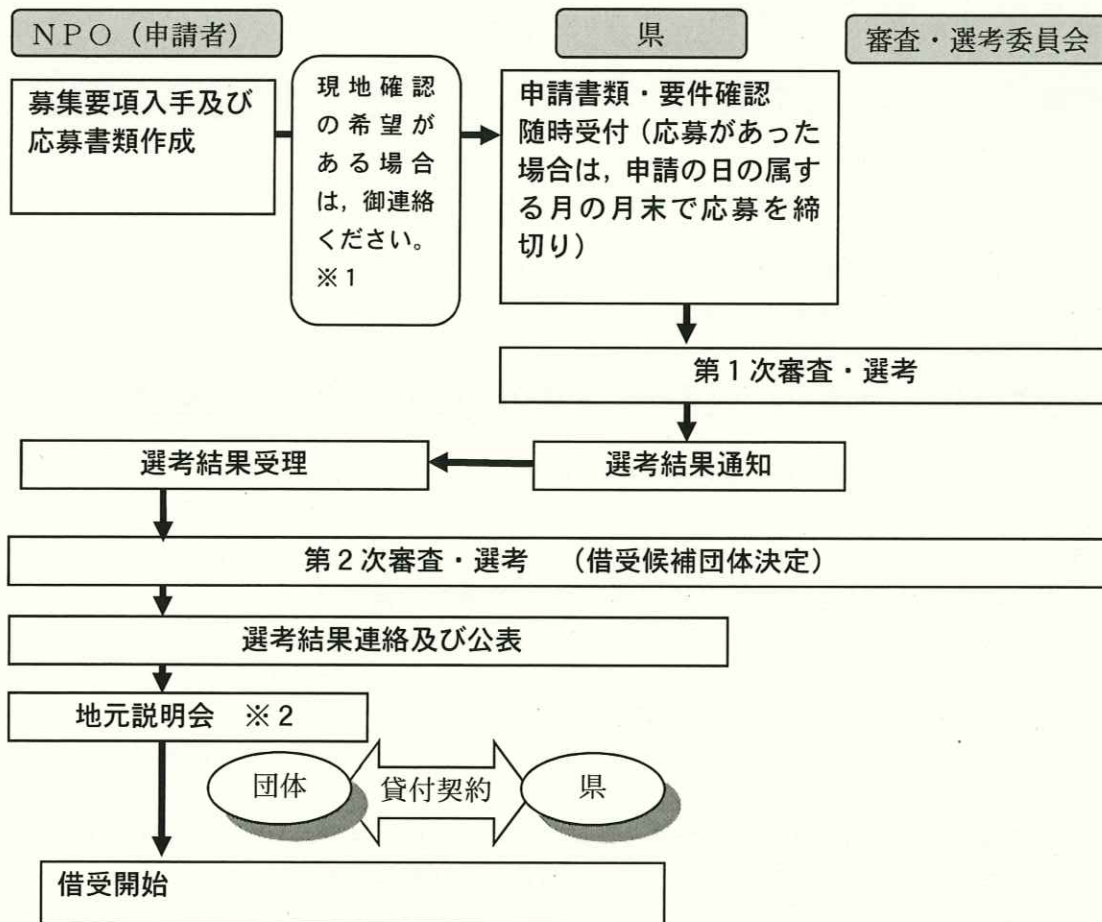 NPO（申請者）
県
審査・選考委員会
募集要項入手及び
応募書類作成
現地確認
の希望が
ある場合
は，御連絡
ください。
※1
申請書類・要件確認
随時受付（応募があった
場合は，申請の日の属す
る月の月末で応募を締
切り）
第1次審査・選考
選考結果受理
選考結果通知
第2次審査・選考　（借受候補団体決定）
選考結果連絡及び公表
地元説明会　※2
団体
貸付契約
県
借受開始